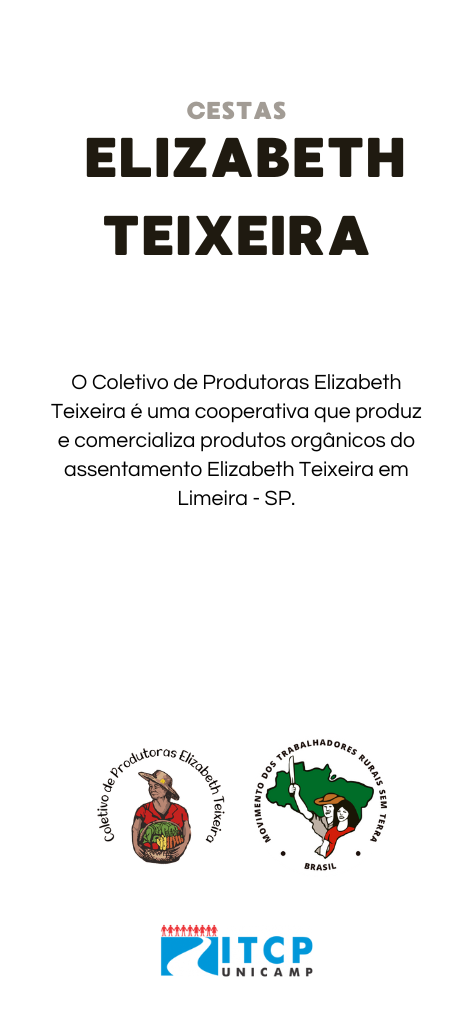 CESTAS
ELIZABETH
TEIXEIRA
O Coletivo de Produtoras Elizabeth
Teixeira é uma cooperativa que produz
e comercializa produtos orgânicos do
assentamento Elizabeth Teixeira em
Limeira - SP.
Coletivo de Produtoras Elizabeth Teixeira
MOVIMENTO DOS TRABALHADORES RURAIS SEM TERRA
BRASIL
ITCP
UNICAMP